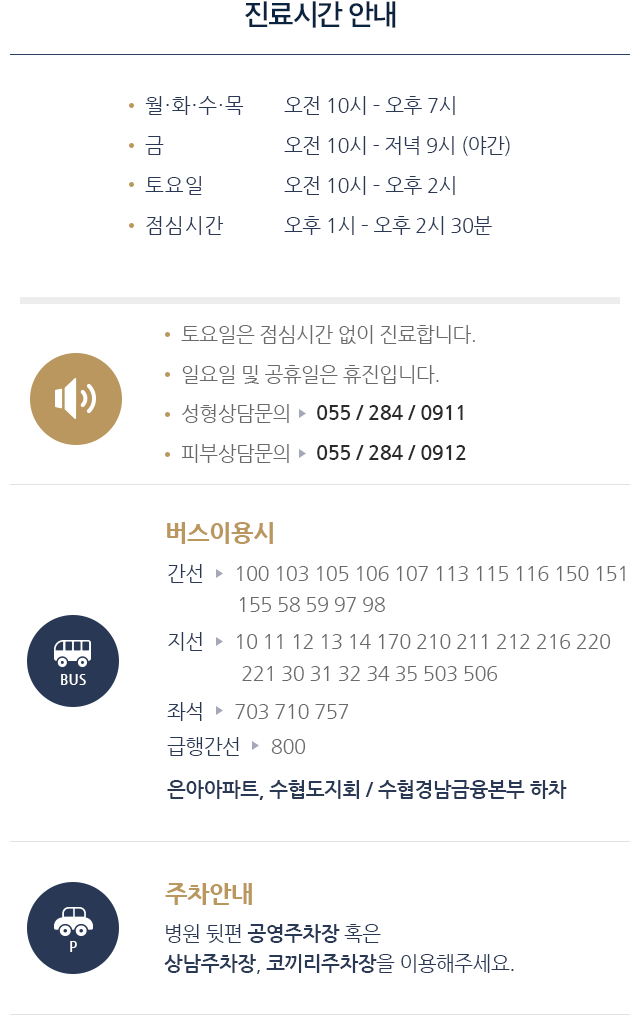 진료시간 안내
• 월·화·수·목 오전 10시 - 오후 7시
• 금 오전 10시 - 저녁 9시 (야간)
• 토요일 오전 10시 - 오후 2시
• 점심시간 오후 1시 - 오후 2시 30분
• 토요일은 점심시간 없이 진료합니다.
• 일요일 및 공휴일은 휴진입니다.
• 성형상담문의 ▶ 055 / 284 / 0911
• 피부상담문의 ▶ 055 / 284 / 0912
버스이용시
간선 ▶ 100 103 105 106 107 113 115 116 150 151
155 58 59 97 98
지선 ▶ 10 11 12 13 14 170 210 211 212 216 220
221 30 31 32 34 35 503 506
BUS
좌석 ▶ 703 710 757
급행간선 ▶ 800
은아아파트, 수협도지회 / 수협경남금융본부 하차
주차안내
병원 뒷편 공영주차장 혹은
P
상남주차장, 코끼리주차장을 이용해주세요.